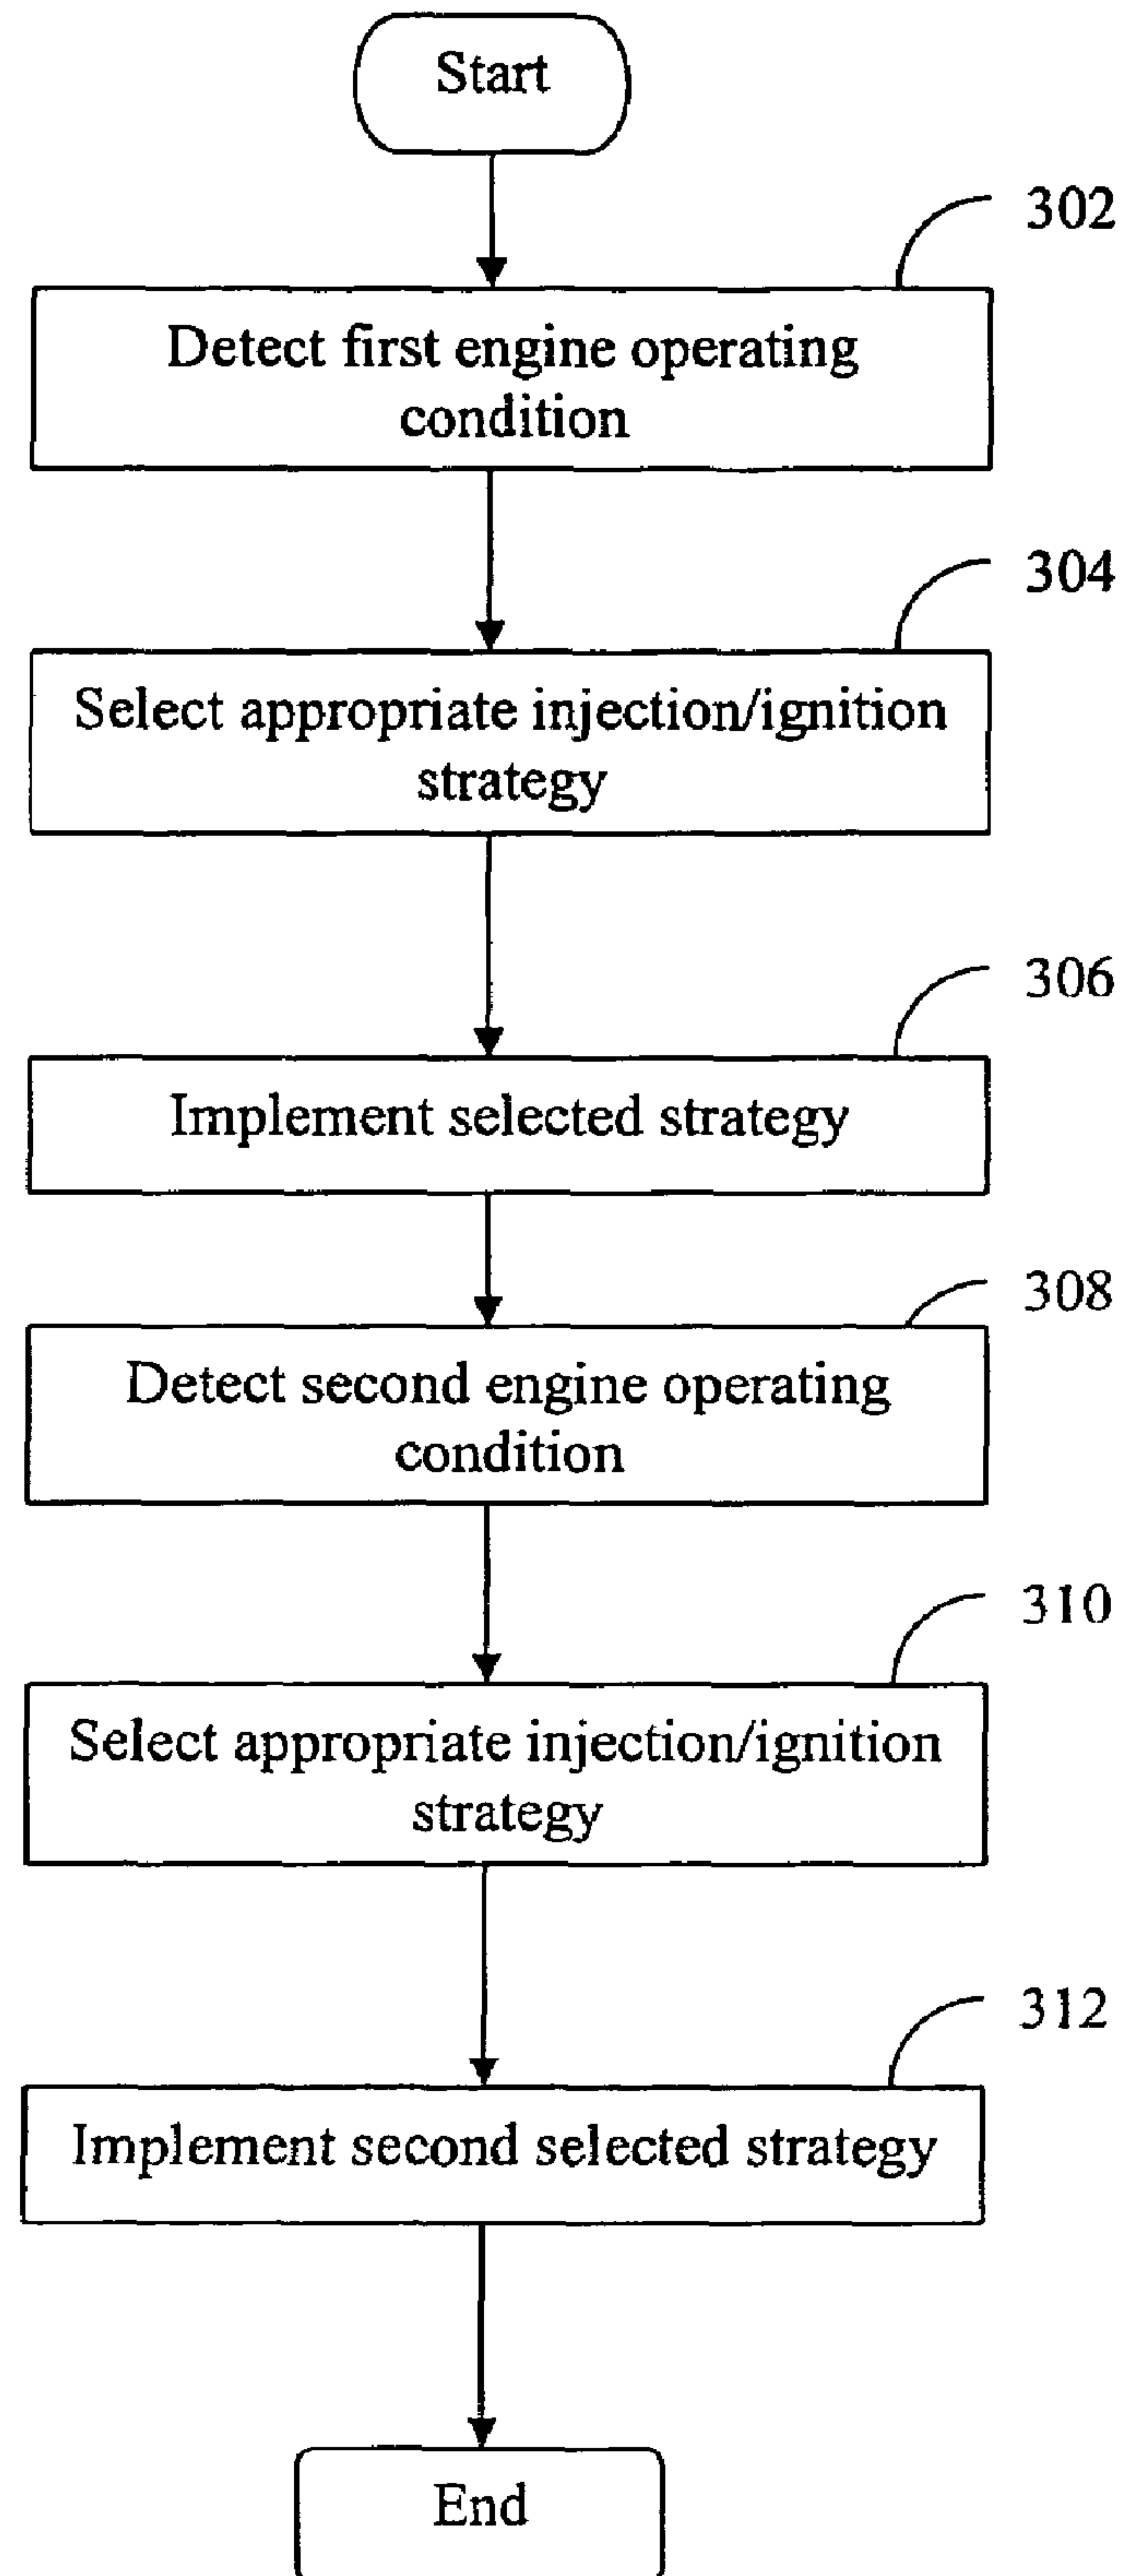 Start
302
Detect first engine operating
condition
304
Select appropriate injection/ignition
strategy
306
Implement selected strategy
308
Detect second engine operating
condition
310
Select appropriate injection/ignition
strategy
312
Implement second selected strategy
End